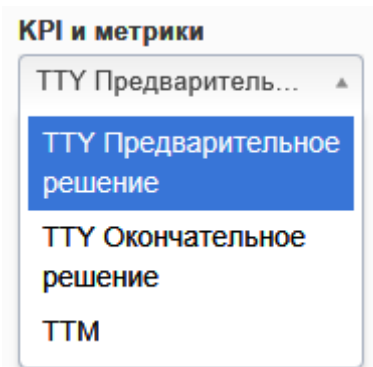 KPI и метрики
TTY Предваритель...
TTY Предварительное
решение
TTY Окончательное
решение
TTM